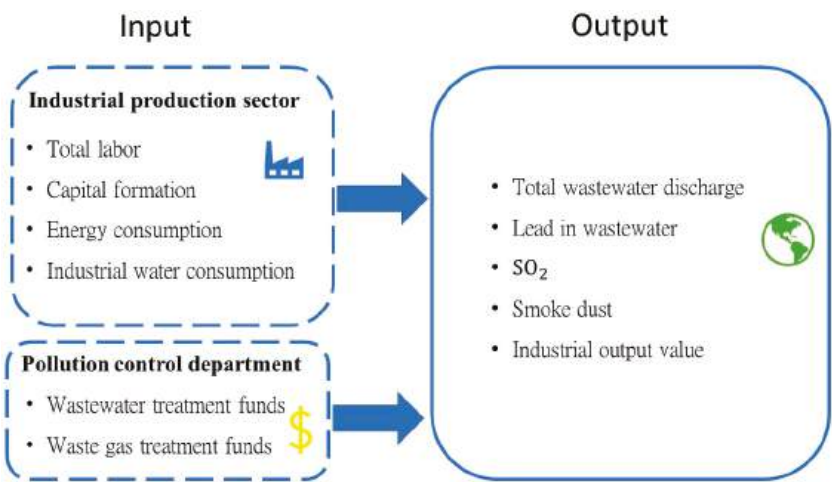 Input
Industrial production sector
• Total labor
• Capital formation
• Energy consumption
• Industrial water consumption
Pollution control department
• Wastewater treatment funds
• Waste gas treatment funds
$
Output
• Total wastewater discharge
• Lead in wastewater
• SO₂
• Smoke dust
• Industrial output value